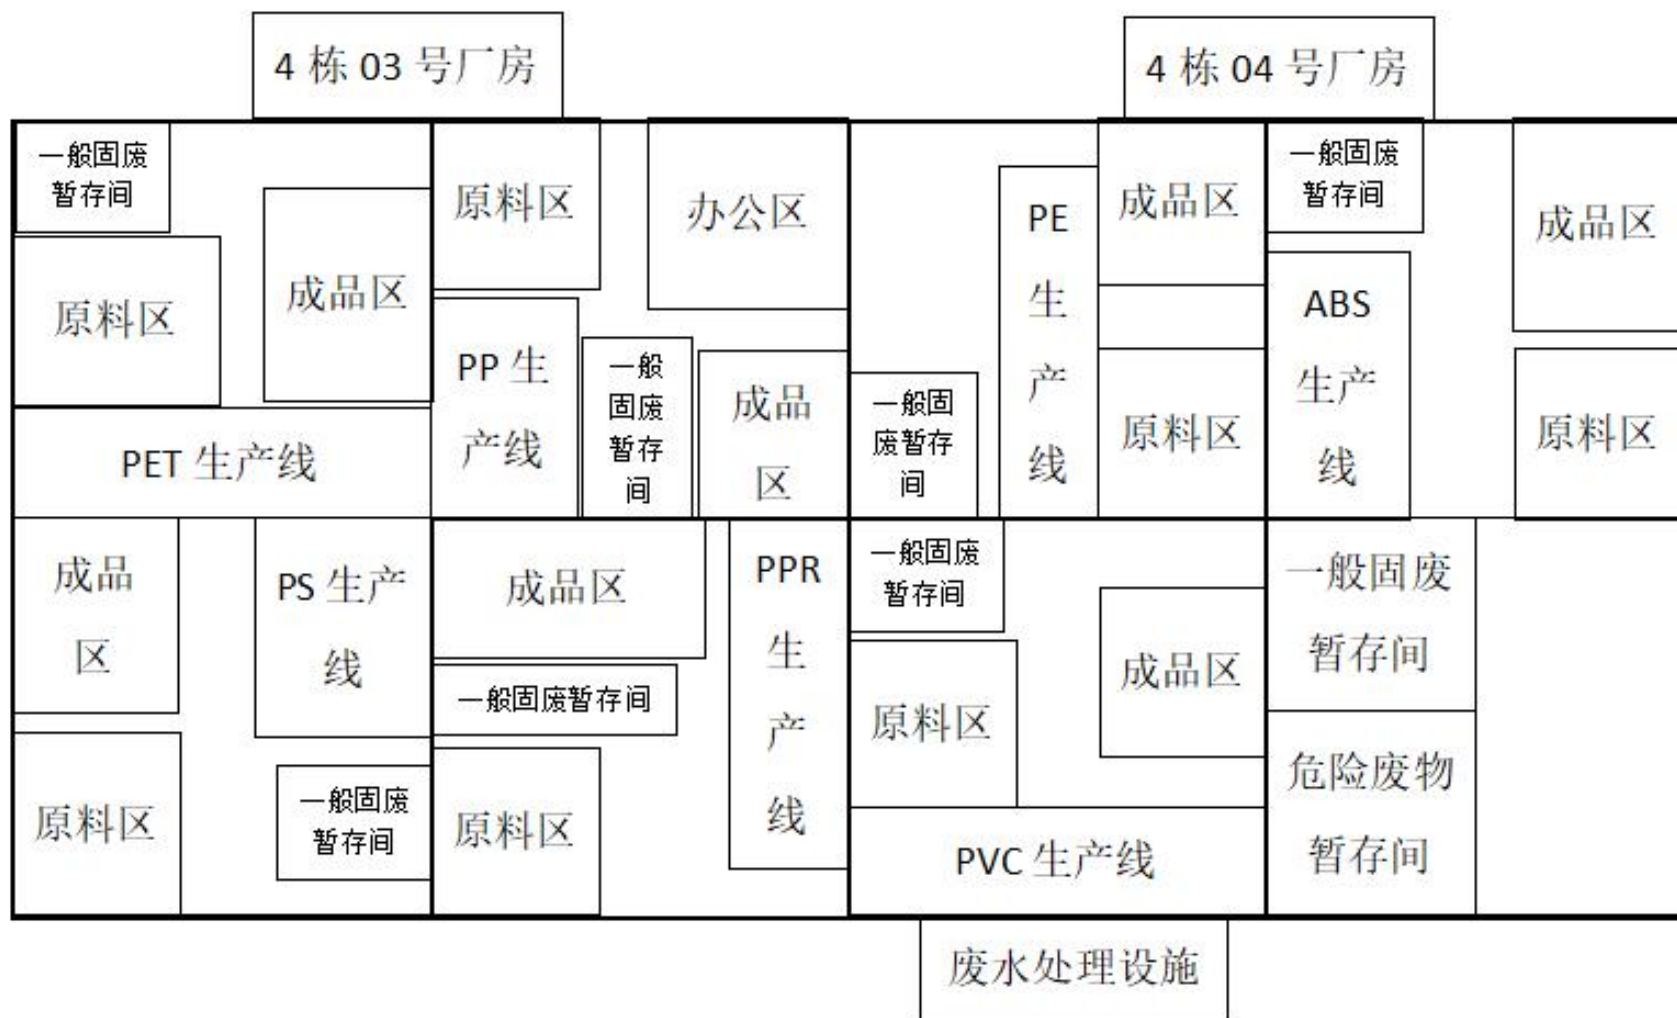 4 栋 03 号厂房
4 栋 04 号厂房
一般固废
暂存间
原料区
成品区
PET 生产线
原料区
办公区
PP 生
产线
一般
固废
暂存
间
成品
区
PE
生
产
线
成品区
一般固
废暂存
间
原料区
一般固废
暂存间
成品区
ABS
生产
线
原料区
成品
区
PS 生产
线
原料区
一般固废
暂存间
成品区
一般固废暂存间
原料区
PPR
生
产
线
一般固废
暂存间
原料区
成品区
PVC 生产线
一般固废
暂存间
危险废物
暂存间
废水处理设施